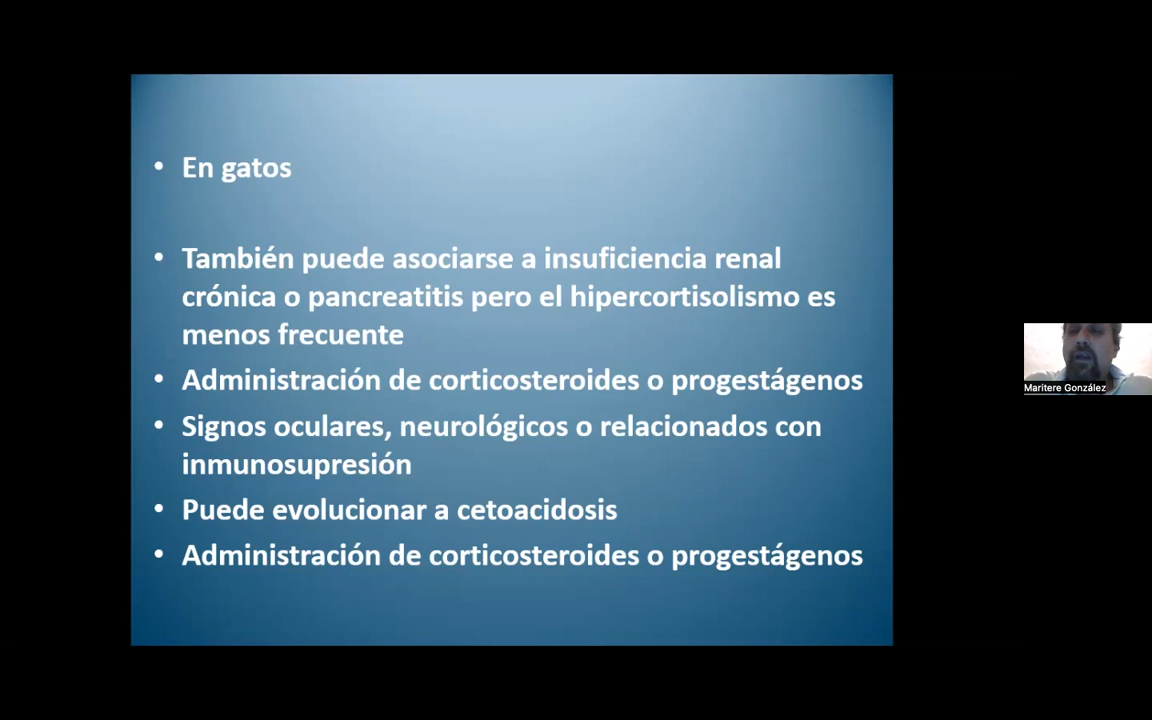 • En gatos
• También puede asociarse a insuficiencia renal
crónica o pancreatitis pero el hipercortisolismo es
menos frecuente
• Administración de corticosteroides o progestágenos
• Signos oculares, neurológicos o relacionados con
inmunosupresión
• Puede evolucionar a cetoacidosis
• Administración de corticosteroides o progestágenos
Maritere González